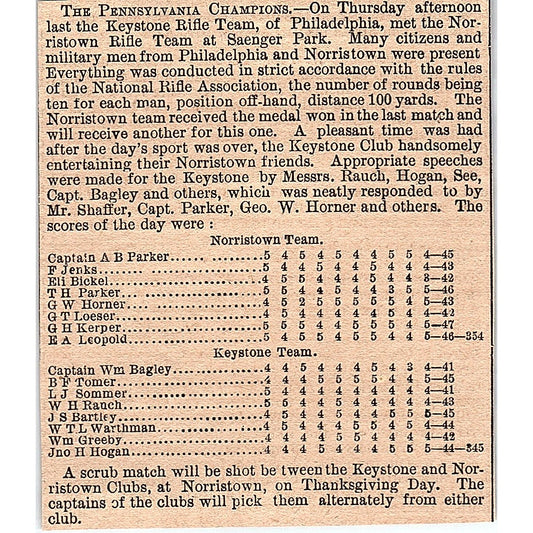 THE PENNSYLVANIA CHAMPIONS.—On Thursday afternoon
last the Keystone Rifle Team, of Philadelphia, met the Nor-
ristown Rifle Team at Saenger Park. Many citizens and
military men from Philadelphia and Norristown were present
Everything was conducted in strict accordance with the rules
of the National Rifle Association, the number of rounds being
ten for each man, position off-hand, distance 100 yards. The
Norristown team received the medal won in the last match and
will receive another for this one. A pleasant time was had
after the day's sport was over, the Keystone Club handsomely
entertaining their Norristown friends. Appropriate speeches
were made for the Keystone by Messrs. Rauch, Hogan, See,
Capt. Bagley and others, which was neatly responded to by
Mr. Shaffer, Capt. Parker, Geo. W. Horner and others. The
scores of the day were :
Norristown Team.
Captain A B Parker 5 4 5 4 5 4 4 5 5 4—45
F Jenks 5 4 4 5 4 4 5 4 4 4—43
Eli Bickel 4 5 4 5 4 4 5 4 4 3—42
T H Parker 5 5 4 4 5 4 4 5 5—46
G W Horner 4 5 2 5 5 5 5 4 5—43
G T Loeser 5 4 4 4 4 5 4 4 4—42
G H Kerper 5 5 4 4 5 5 5—47
E A Leopold 5 4 5 4 4 5 5 5—46—354
Keystone Team.
Captain Wm Bagley 4 4 5 4 4 4 5 4 3 4—41
B F Tomer 4 4 4 5 5 5 4 4 5—45
L J Sommer 4 4 5 4 4 4 4 4 4 4—41
W H Rauch 5 4 4 4 5 4 4 4 4—43
J S Bartley 5 4 4 5 4 4 5 5—45
W T L Warthman 4 4 5 4 4 5 4 4—44
Wm Greeby 4 4 4 4 5 4 4 5 4—42
Jno H Hogan 4 4 5 4 4 5 5—44—345
A scrub match will be shot be tween the Keystone and Nor-
ristown Clubs, at Norristown, on Thanksgiving Day. The
captains of the clubs will pick them alternately from either
club.